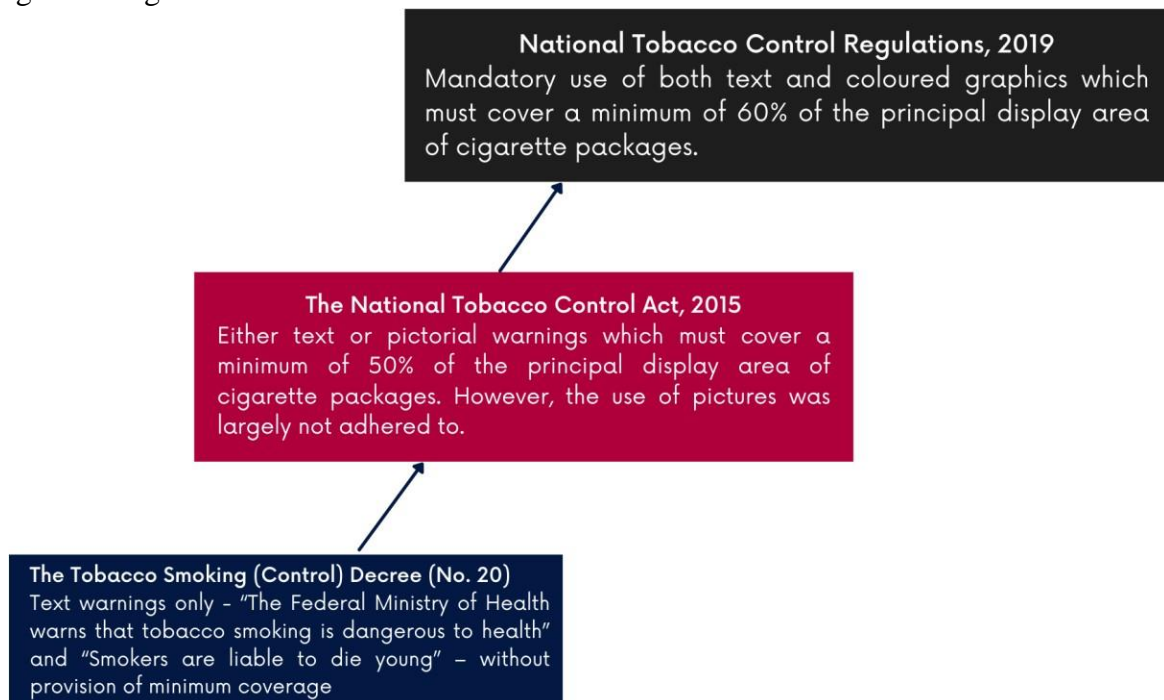 National Tobacco Control Regulations, 2019
Mandatory use of both text and coloured graphics which
must cover a minimum of 60% of the principal display area
of cigarette packages.
The National Tobacco Control Act, 2015
Either text or pictorial warnings which must cover a
minimum of 50% of the principal display area of
cigarette packages. However, the use of pictures was
largely not adhered to.
The Tobacco Smoking (Control) Decree (No. 20)
Text warnings only - “The Federal Ministry of Health
warns that tobacco smoking is dangerous to health”
and “Smokers are liable to die young” – without
provision of minimum coverage